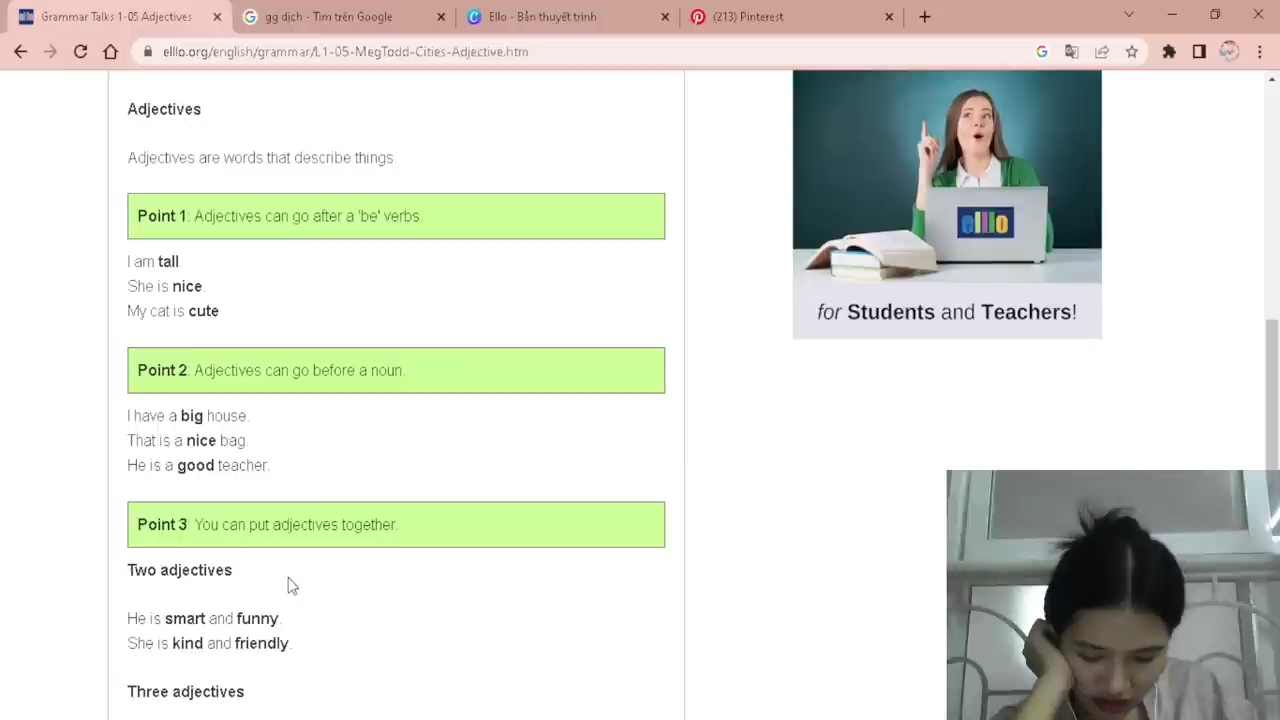 Grammar Talks 1-05 Adjectives
gg dịch - Tìm trên Google
Ello - Bản thuyết trình
(213) Pinterest
elllo.org/english/grammar/L1-05-MegTodd-Cities-Adjective.htm
Adjectives
Adjectives are words that describe things
Point 1: Adjectives can go after a 'be' verbs.
I am tall
She is nice.
My cat is cute
Point 2: Adjectives can go before a noun.
I have a big house.
That is a nice bag.
He is a good teacher.
Point 3: You can put adjectives together.
Two adjectives
He is smart and funny.
She is kind and friendly.
Three adjectives
elllo
for Students and Teachers!